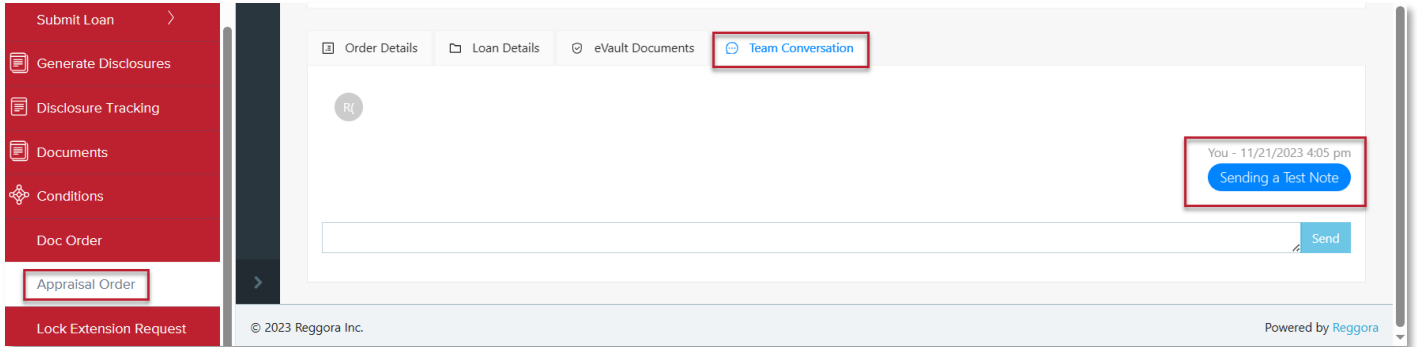 Submit Loan
Generate Disclosures
Disclosure Tracking
Documents
Conditions
Doc Order
Appraisal Order
Lock Extension Request
Order Details Loan Details eVault Documents Team Conversation
R(
You - 11/21/2023 4:05 pm
Sending a Test Note
Send
© 2023 Reggora Inc. Powered by Reggora